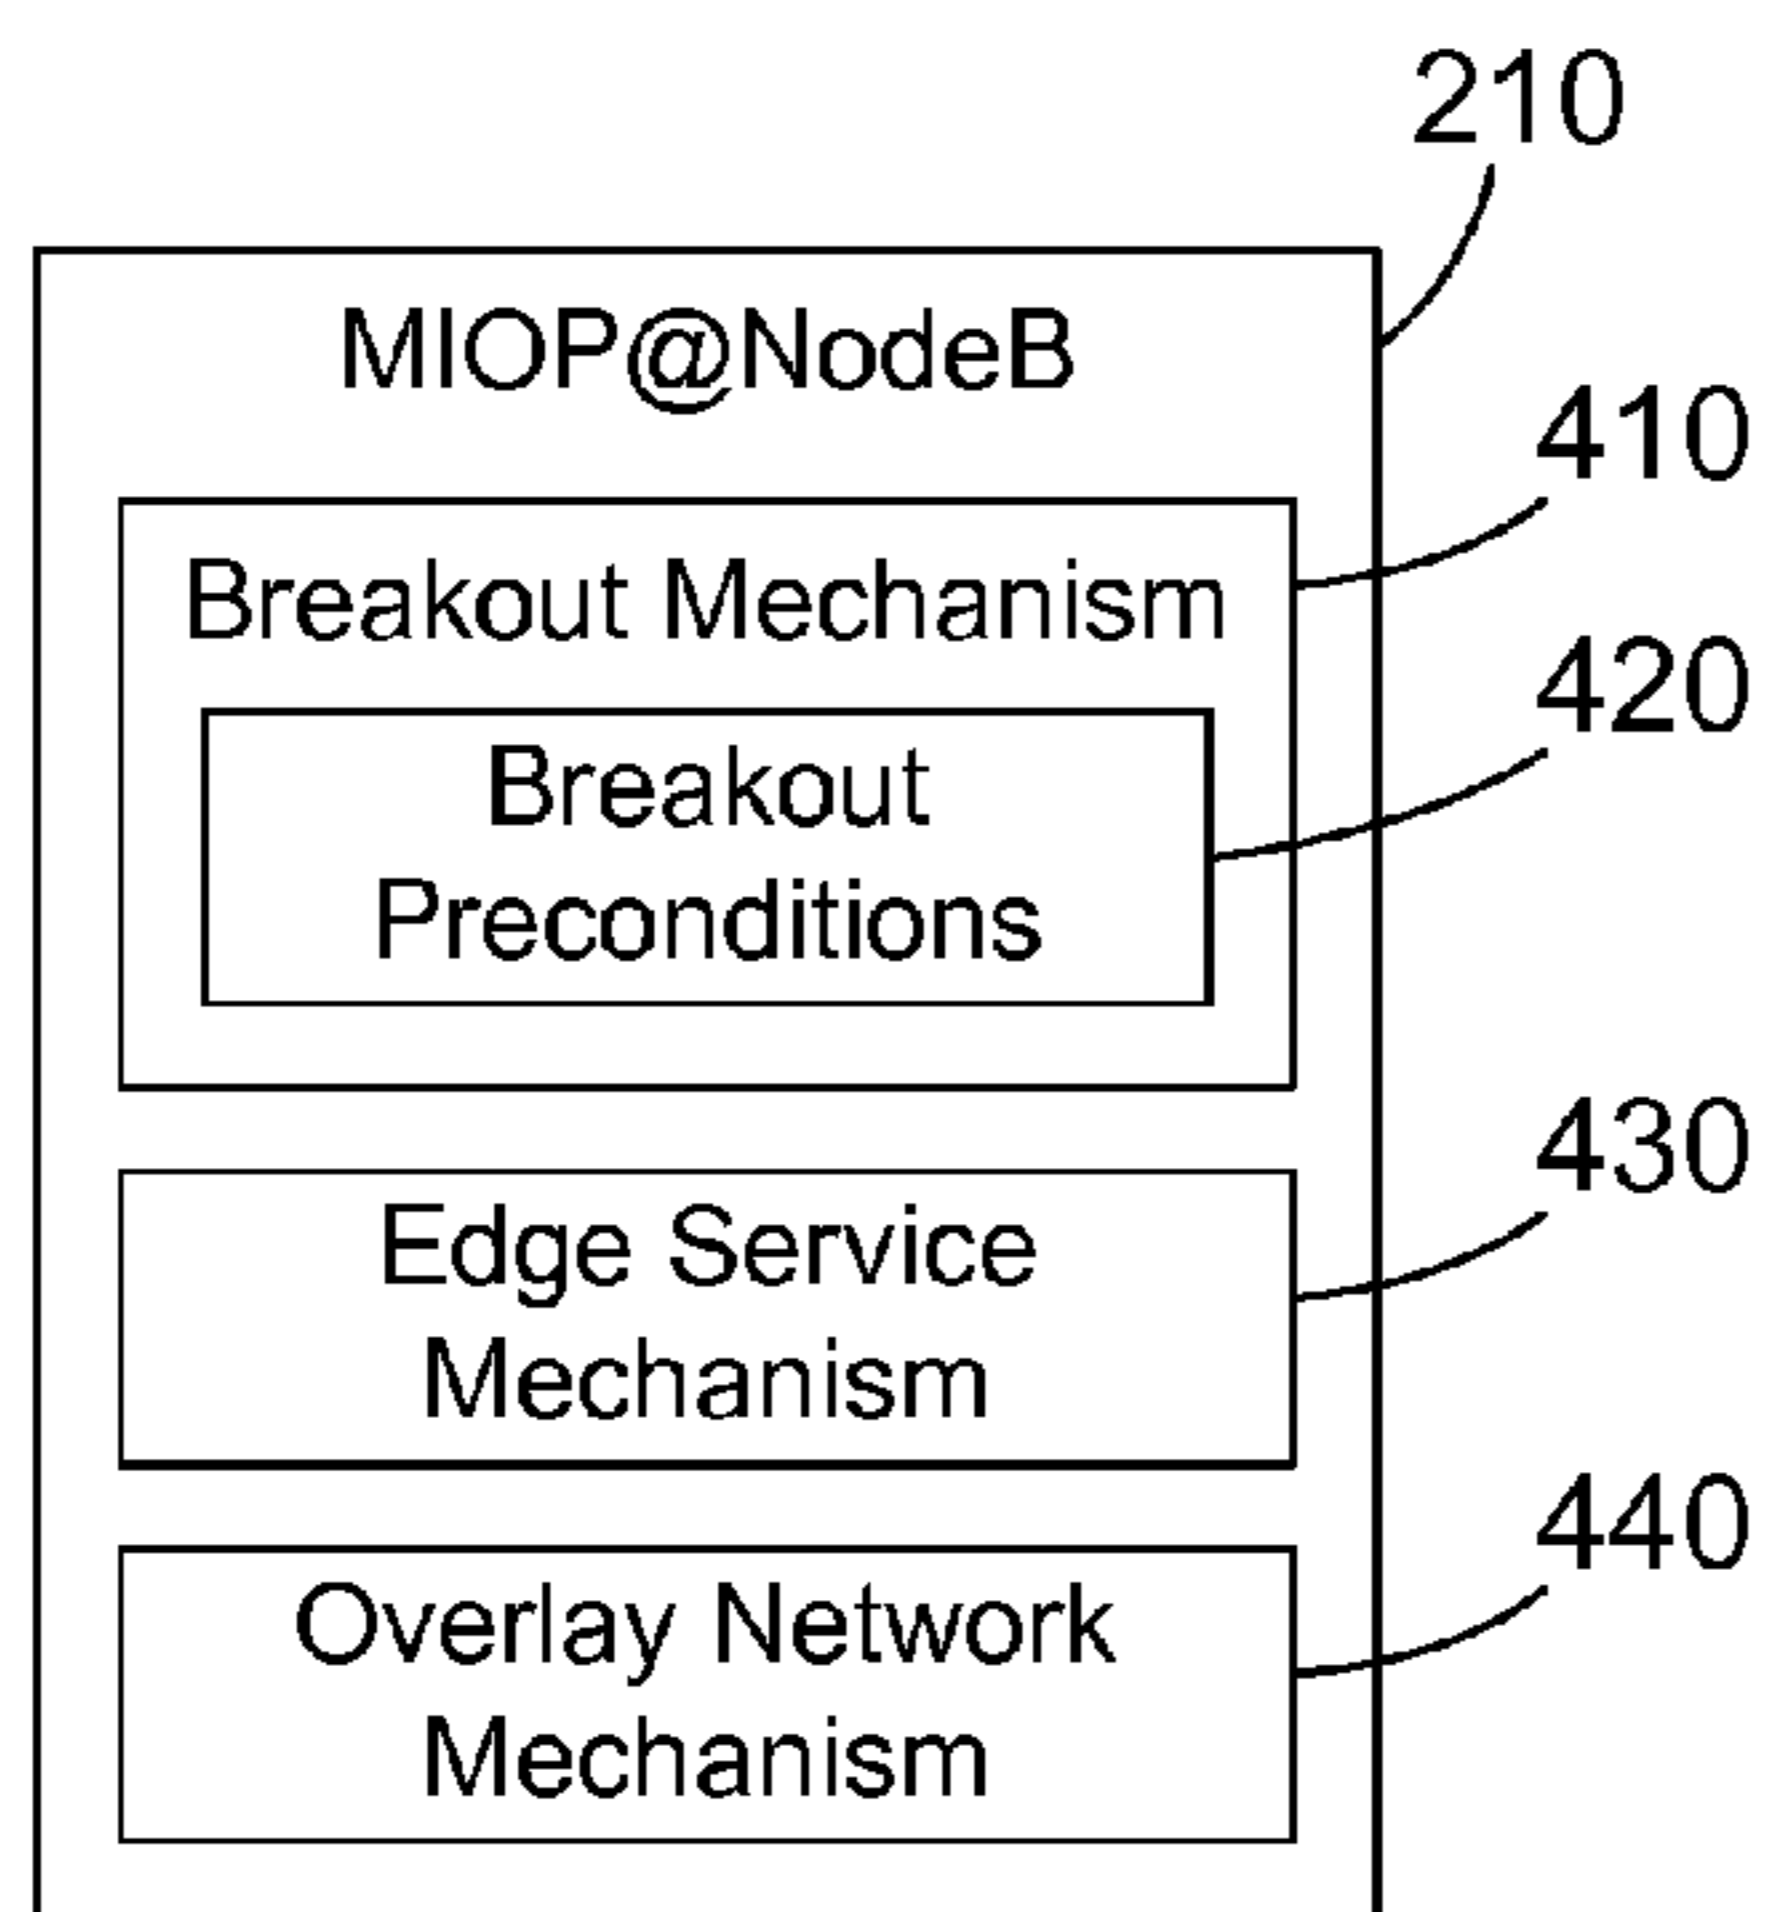 210
MIOP@NodeB
410
Breakout Mechanism
420
Breakout
Preconditions
430
Edge Service
Mechanism
440
Overlay Network
Mechanism